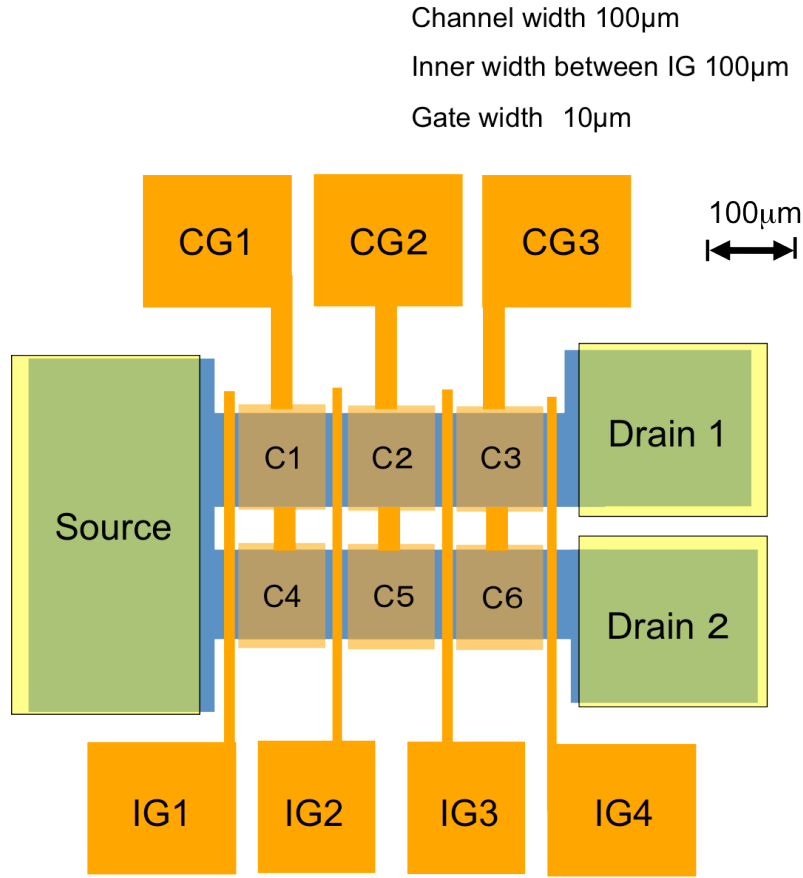 Channel width 100μm
Inner width between IG 100μm
Gate width 10μm
100μm
CG1
CG2
CG3
C1
C2
C3
Drain 1
Source
C4
C5
C6
Drain 2
IG1
IG2
IG3
IG4